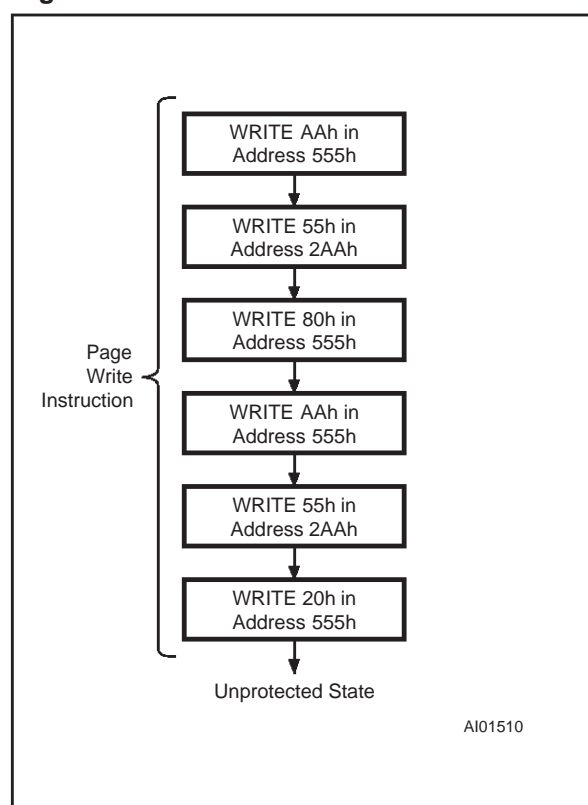 WRITE AAh in
Address 555h
WRITE 55h in
Address 2AAh
WRITE 80h in
Address 555h
Page
Write
Instruction
WRITE AAh in
Address 555h
WRITE 55h in
Address 2AAh
WRITE 20h in
Address 555h
Unprotected State
AI01510